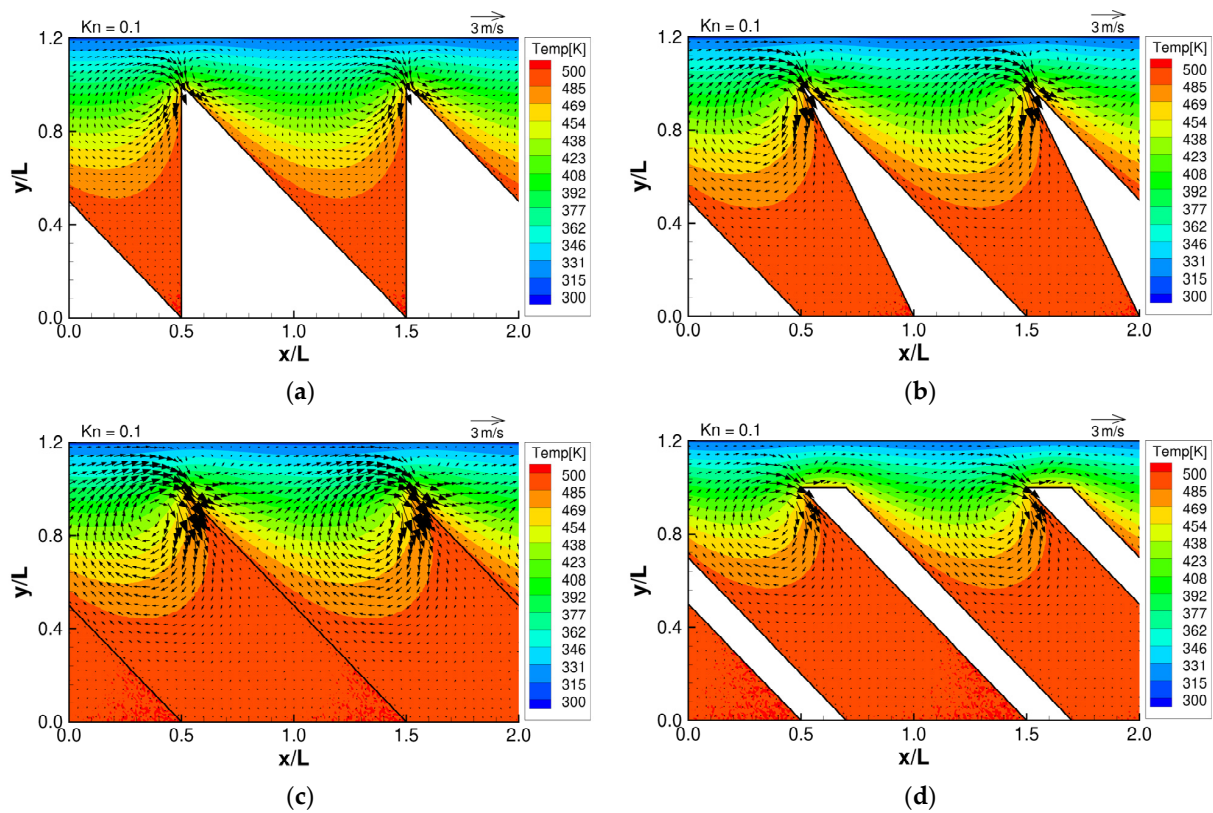 Kn = 0.1
3 m/s
1.2
0.8
0.4
0.0
y/L
0.0 0.5 1.0 1.5 2.0
x/L
Temp[K]
500
485
469
454
438
423
408
392
377
362
346
331
315
300
(a)
Kn = 0.1
3 m/s
1.2
0.8
0.4
0.0
y/L
0.0 0.5 1.0 1.5 2.0
x/L
Temp[K]
500
485
469
454
438
423
408
392
377
362
346
331
315
300
(b)
Kn = 0.1
3 m/s
1.2
0.8
0.4
0.0
y/L
0.0 0.5 1.0 1.5 2.0
x/L
Temp[K]
500
485
469
454
438
423
408
392
377
362
346
331
315
300
(c)
Kn = 0.1
3 m/s
1.2
0.8
0.4
0.0
y/L
0.0 0.5 1.0 1.5 2.0
x/L
Temp[K]
500
485
469
454
438
423
408
392
377
362
346
331
315
300
(d)